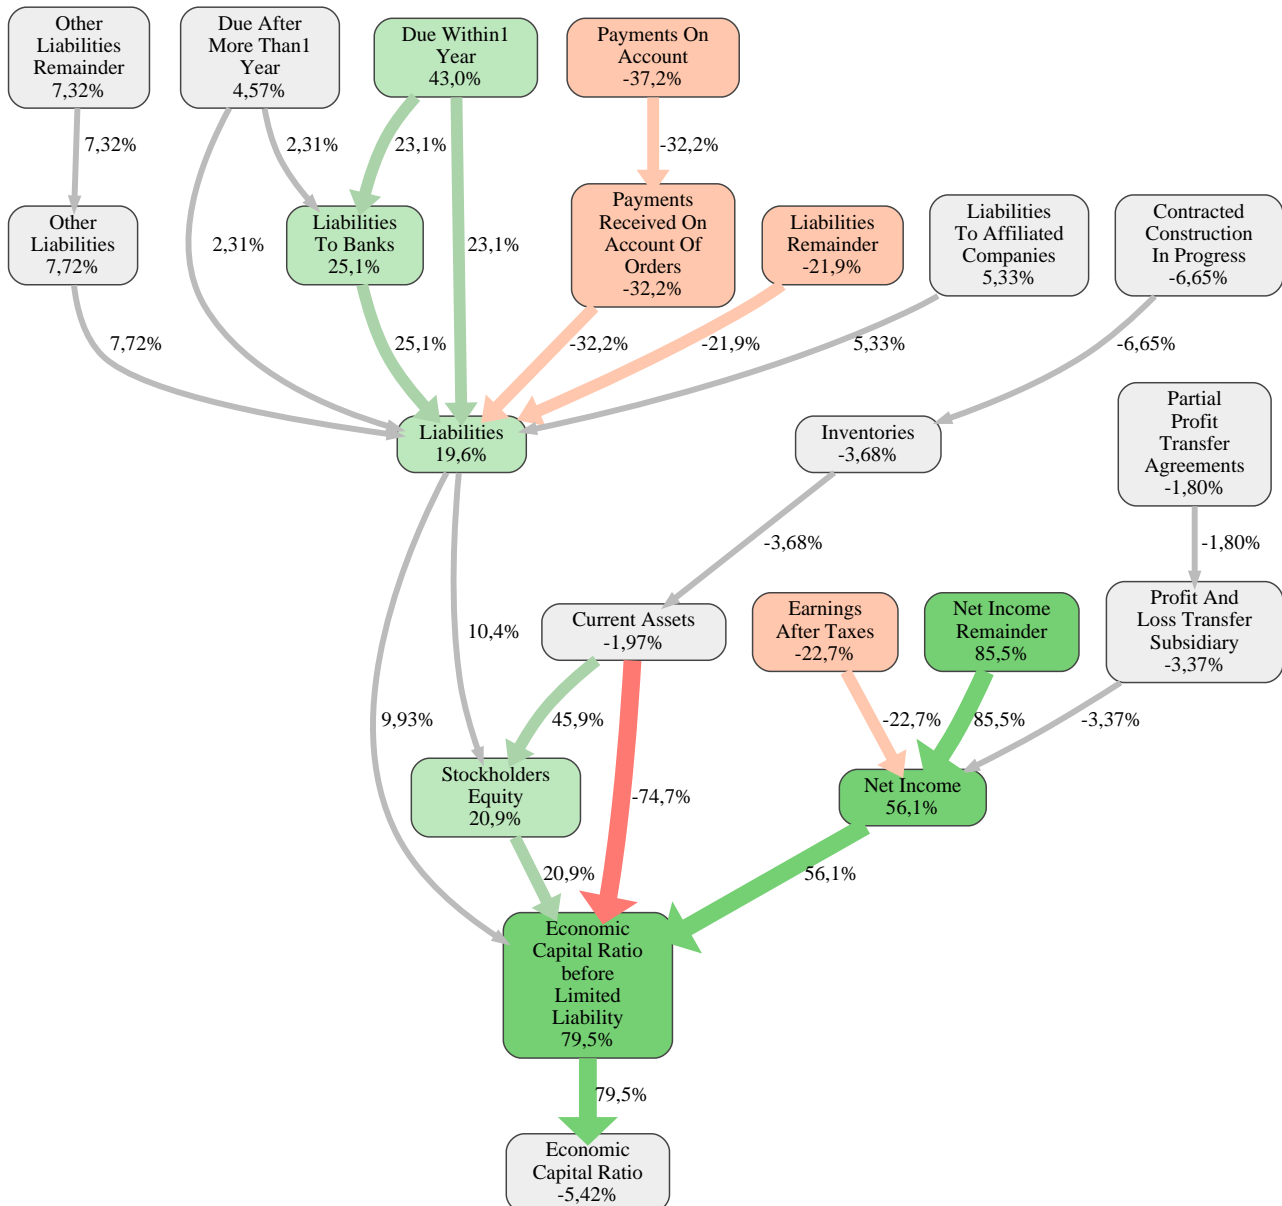 Other
Liabilities
Remainder
7,32%
Due After
More Than1
Year
4,57%
Due Within1
Year
43,0%
Payments On
Account
-37,2%
7,32%
2,31%
23,1%
-32,2%
Other
Liabilities
7,72%
Liabilities
To Banks
25,1%
Payments
Received On
Account Of
Orders
-32,2%
Liabilities
Remainder
-21,9%
Liabilities
To Affiliated
Companies
5,33%
Contracted
Construction
In Progress
-6,65%
2,31%
23,1%
7,72%
25,1%
-32,2%
-21,9%
5,33%
-6,65%
Liabilities
19,6%
Inventories
-3,68%
Partial
Profit
Transfer
Agreements
-1,80%
-3,68%
-1,80%
10,4%
Current Assets
-1,97%
Earnings
After Taxes
-22,7%
Net Income
Remainder
85,5%
Profit And
Loss Transfer
Subsidiary
-3,37%
9,93%
45,9%
-74,7%
-22,7%
85,5%
-3,37%
Stockholders
Equity
20,9%
Net Income
56,1%
20,9%
56,1%
Economic
Capital Ratio
before
Limited
Liability
79,5%
79,5%
Economic
Capital Ratio
-5,42%